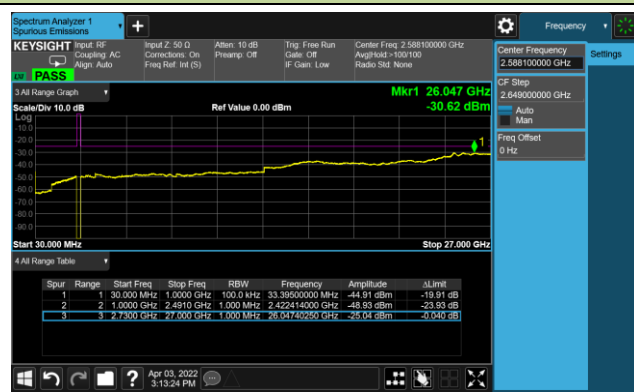 Spectrum Analyzer 1
Spurious Emissions
Frequency
KEYSIGHT
Input: RF
Coupling: AC
Align: Auto
Input Z: 50 Ω
Corrections: On
Freq Ref: Int (S)
Atten: 10 dB
Preamp: Off
Trig: Free Run
Gate: Off
IF Gain: Low
Center Freq: 2.588100000 GHz
Avg|Hold:>100/100
Radio Std: None
PASS
Center Frequency
2.588100000 GHz
Settings
CF Step
2.649000000 GHz
Auto
Man
Freq Offset
0 Hz
3 All Range Graph
Mkr1 26.047 GHz
Scale/Div 10.0 dB
Ref Value 0.00 dBm
-30.62 dBm
Log
-10.0
-20.0
-30.0
-40.0
-50.0
-60.0
-70.0
-80.0
-90.0
1
Start 30.000 MHz
Stop 27.000 GHz
4 All Range Table
Spur Range Start Freq Stop Freq RBW Frequency Amplitude ΔLimit
1 1 30.000 MHz 1.0000 GHz 100.0 kHz 33.39500000 MHz -44.91 dBm -19.91 dB
2 2 1.0000 GHz 2.4910 GHz 1.000 MHz 2.422414000 GHz -48.93 dBm -23.93 dB
3 3 2.7300 GHz 27.000 GHz 1.000 MHz 26.04740250 GHz -25.04 dBm -0.040 dB
Apr 03, 2022
3:13:24 PM